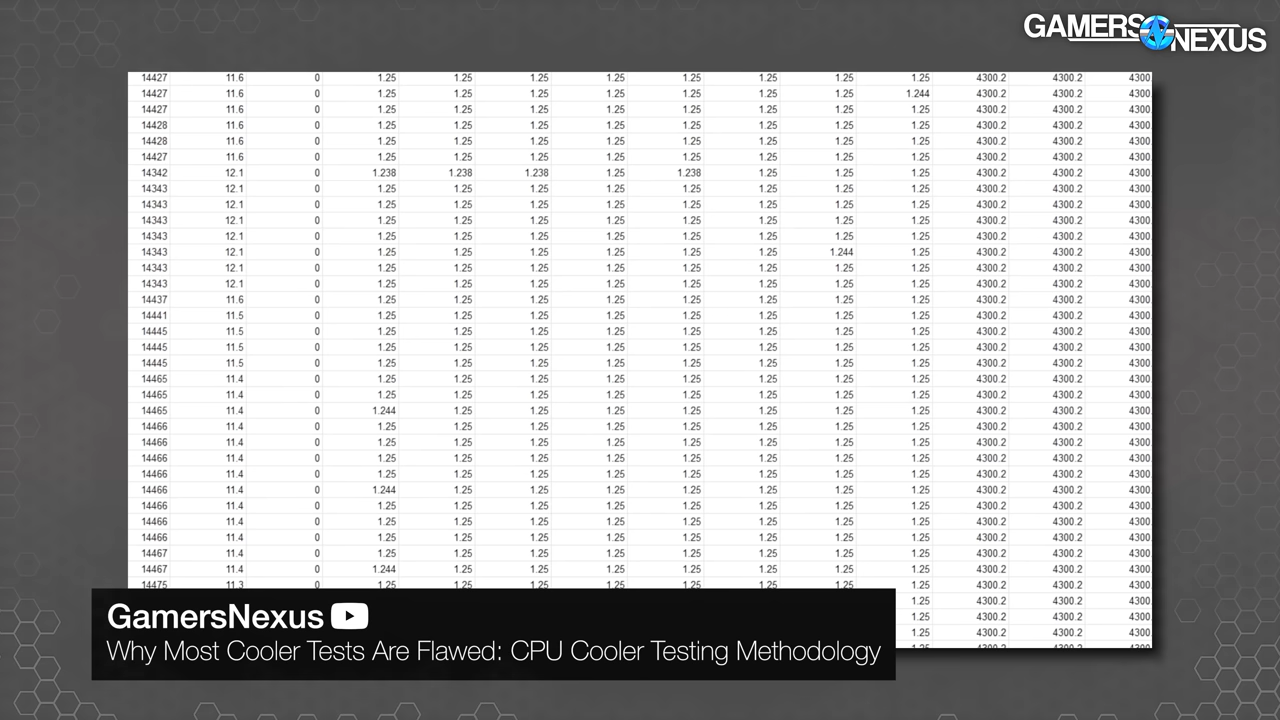 GAMERS NEXUS
14427 11.6 0 1.25 1.25 1.25 1.25 1.25 1.25 1.25 1.25 4300.2 4300.2 4300
14427 11.6 0 1.25 1.25 1.25 1.25 1.25 1.25 1.25 1.244 4300.2 4300.2 4300
14427 11.6 0 1.25 1.25 1.25 1.25 1.25 1.25 1.25 1.25 4300.2 4300.2 4300
14428 11.6 0 1.25 1.25 1.25 1.25 1.25 1.25 1.25 1.25 4300.2 4300.2 4300
14428 11.6 0 1.25 1.25 1.25 1.25 1.25 1.25 1.25 1.25 4300.2 4300.2 4300
14427 11.6 0 1.25 1.25 1.25 1.25 1.25 1.25 1.25 1.25 4300.2 4300.2 4300
14342 12.1 0 1.238 1.238 1.238 1.25 1.238 1.25 1.25 1.25 4300.2 4300.2 4300
14343 12.1 0 1.25 1.25 1.25 1.25 1.25 1.25 1.25 1.25 4300.2 4300.2 4300
14343 12.1 0 1.25 1.25 1.25 1.25 1.25 1.25 1.25 1.25 4300.2 4300.2 4300
14343 12.1 0 1.25 1.25 1.25 1.25 1.25 1.25 1.25 1.25 4300.2 4300.2 4300
14343 12.1 0 1.25 1.25 1.25 1.25 1.25 1.25 1.25 1.25 4300.2 4300.2 4300
14343 12.1 0 1.25 1.25 1.25 1.25 1.25 1.25 1.244 1.25 4300.2 4300.2 4300
14343 12.1 0 1.25 1.25 1.25 1.25 1.25 1.25 1.25 1.25 4300.2 4300.2 4300
14343 12.1 0 1.25 1.25 1.25 1.25 1.25 1.25 1.25 1.25 4300.2 4300.2 4300
14437 11.6 0 1.25 1.25 1.25 1.25 1.25 1.25 1.25 1.25 4300.2 4300.2 4300
14441 11.5 0 1.25 1.25 1.25 1.25 1.25 1.25 1.25 1.25 4300.2 4300.2 4300
14445 11.5 0 1.25 1.25 1.25 1.25 1.25 1.25 1.25 1.25 4300.2 4300.2 4300
14445 11.5 0 1.25 1.25 1.25 1.25 1.25 1.25 1.25 1.25 4300.2 4300.2 4300
14445 11.5 0 1.25 1.25 1.25 1.25 1.25 1.25 1.25 1.25 4300.2 4300.2 4300
14465 11.4 0 1.25 1.25 1.25 1.25 1.25 1.25 1.25 1.25 4300.2 4300.2 4300
14465 11.4 0 1.25 1.25 1.25 1.25 1.25 1.25 1.25 1.25 4300.2 4300.2 4300
14465 11.4 0 1.244 1.25 1.25 1.25 1.25 1.25 1.25 1.25 4300.2 4300.2 4300
14466 11.4 0 1.25 1.25 1.25 1.25 1.25 1.25 1.25 1.25 4300.2 4300.2 4300
14466 11.4 0 1.25 1.25 1.25 1.25 1.25 1.25 1.25 1.25 4300.2 4300.2 4300
14466 11.4 0 1.25 1.25 1.25 1.25 1.25 1.25 1.25 1.25 4300.2 4300.2 4300
14466 11.4 0 1.25 1.25 1.25 1.25 1.25 1.25 1.25 1.25 4300.2 4300.2 4300
14466 11.4 0 1.244 1.25 1.25 1.25 1.25 1.25 1.25 1.25 4300.2 4300.2 4300
14466 11.4 0 1.25 1.25 1.25 1.25 1.25 1.25 1.25 1.25 4300.2 4300.2 4300
14466 11.4 0 1.25 1.25 1.25 1.25 1.25 1.25 1.25 1.25 4300.2 4300.2 4300
14466 11.4 0 1.25 1.25 1.25 1.25 1.25 1.25 1.25 1.25 4300.2 4300.2 4300
14467 11.4 0 1.25 1.25 1.25 1.25 1.25 1.25 1.25 1.25 4300.2 4300.2 4300
14467 11.4 0 1.244 1.25 1.25 1.25 1.25 1.25 1.25 1.25 4300.2 4300.2 4300
14475 11.3 0 1.25 1.25 1.25 1.25 1.25 1.25 1.25 1.25 4300.2 4300.2 4300
1.25 4300.2 4300.2 4300
1.25 4300.2 4300.2 4300
1.25 4300.2 4300.2 4300
1.25 4300.2 4300.2 4300
GamersNexus
Why Most Cooler Tests Are Flawed: CPU Cooler Testing Methodology